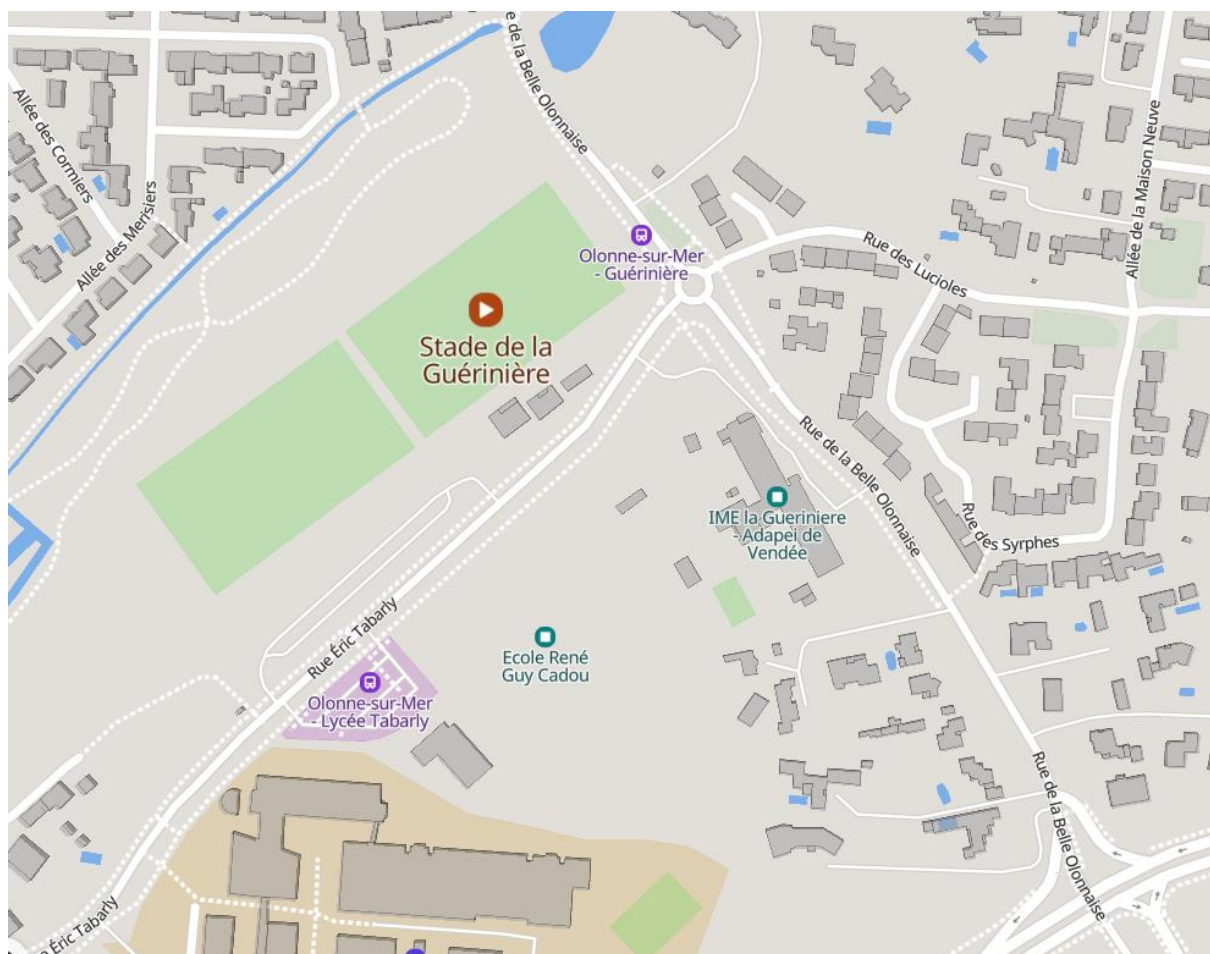 e de la Belle Olonnaise
Allée des Cormiers
Allée des Merisiers
Allée de la Maison Neuve
Olonne-sur-Mer
- Guérinière
Rue des Lucioles
Stade de la
Guérinière
Rue de la Belle Olonnaise
IME la Gueriniere
- Adapei de
Vendée
Rue des Syrphes
Rue Éric Tabarly
Ecole René
Guy Cadou
Olonne-sur-Mer
- Lycée Tabarly
Rue de la Belle Olonnaise
e Éric Tabarly